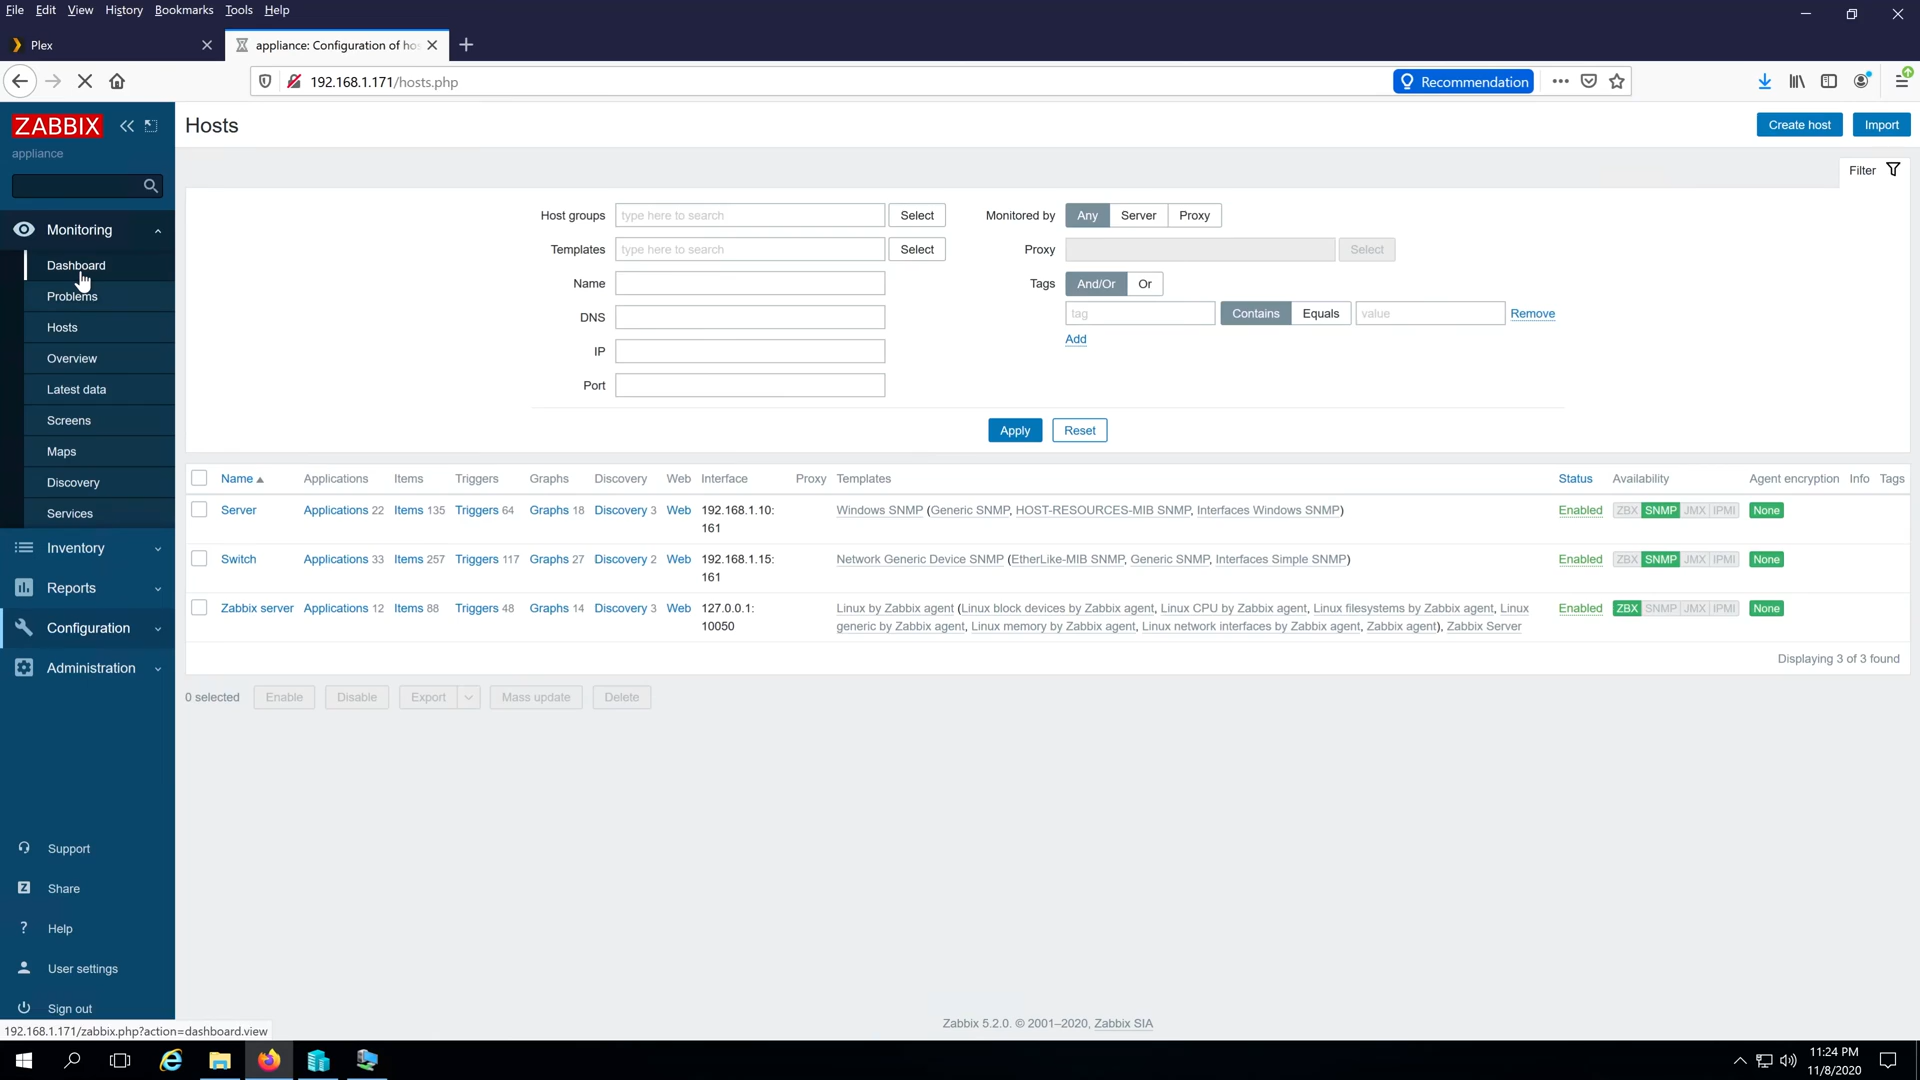 File Edit View History Bookmarks Tools Help
Plex
appliance: Configuration of hos
192.168.1.171/hosts.php
Recommendation
ZABBIX
appliance
Monitoring
Dashboard
Problems
Hosts
Overview
Latest data
Screens
Maps
Discovery
Services
Inventory
Reports
Configuration
Administration
Support
Share
Help
User settings
Sign out
192.168.1.171/zabbix.php?action=dashboard.view
Hosts
Create host Import
Filter
Host groups type here to search Select
Templates type here to search Select
Name
DNS
IP
Port
Monitored by Any Server Proxy
Proxy Select
Tags And/Or Or
tag Contains Equals value Remove
Add
Apply Reset
Name Applications Items Triggers Graphs Discovery Web Interface Proxy Templates Status Availability Agent encryption Info Tags
Server Applications 22 Items 135 Triggers 64 Graphs 18 Discovery 3 Web 192.168.1.10: Windows SNMP (Generic SNMP, HOST-RESOURCES-MIB SNMP, Interfaces Windows SNMP) Enabled ZBX SNMP JMX IPMI None
161
Switch Applications 33 Items 257 Triggers 117 Graphs 27 Discovery 2 Web 192.168.1.15: Network Generic Device SNMP (EtherLike-MIB SNMP, Generic SNMP, Interfaces Simple SNMP) Enabled ZBX SNMP JMX IPMI None
161
Zabbix server Applications 12 Items 88 Triggers 48 Graphs 14 Discovery 3 Web 127.0.0.1: Linux by Zabbix agent (Linux block devices by Zabbix agent, Linux CPU by Zabbix agent, Linux filesystems by Zabbix agent, Linux Enabled ZBX SNMP JMX IPMI None
10050 generic by Zabbix agent, Linux memory by Zabbix agent, Linux network interfaces by Zabbix agent, Zabbix agent), Zabbix Server
Displaying 3 of 3 found
0 selected Enable Disable Export Mass update Delete
Zabbix 5.2.0. © 2001–2020, Zabbix SIA
11:24 PM
11/8/2020